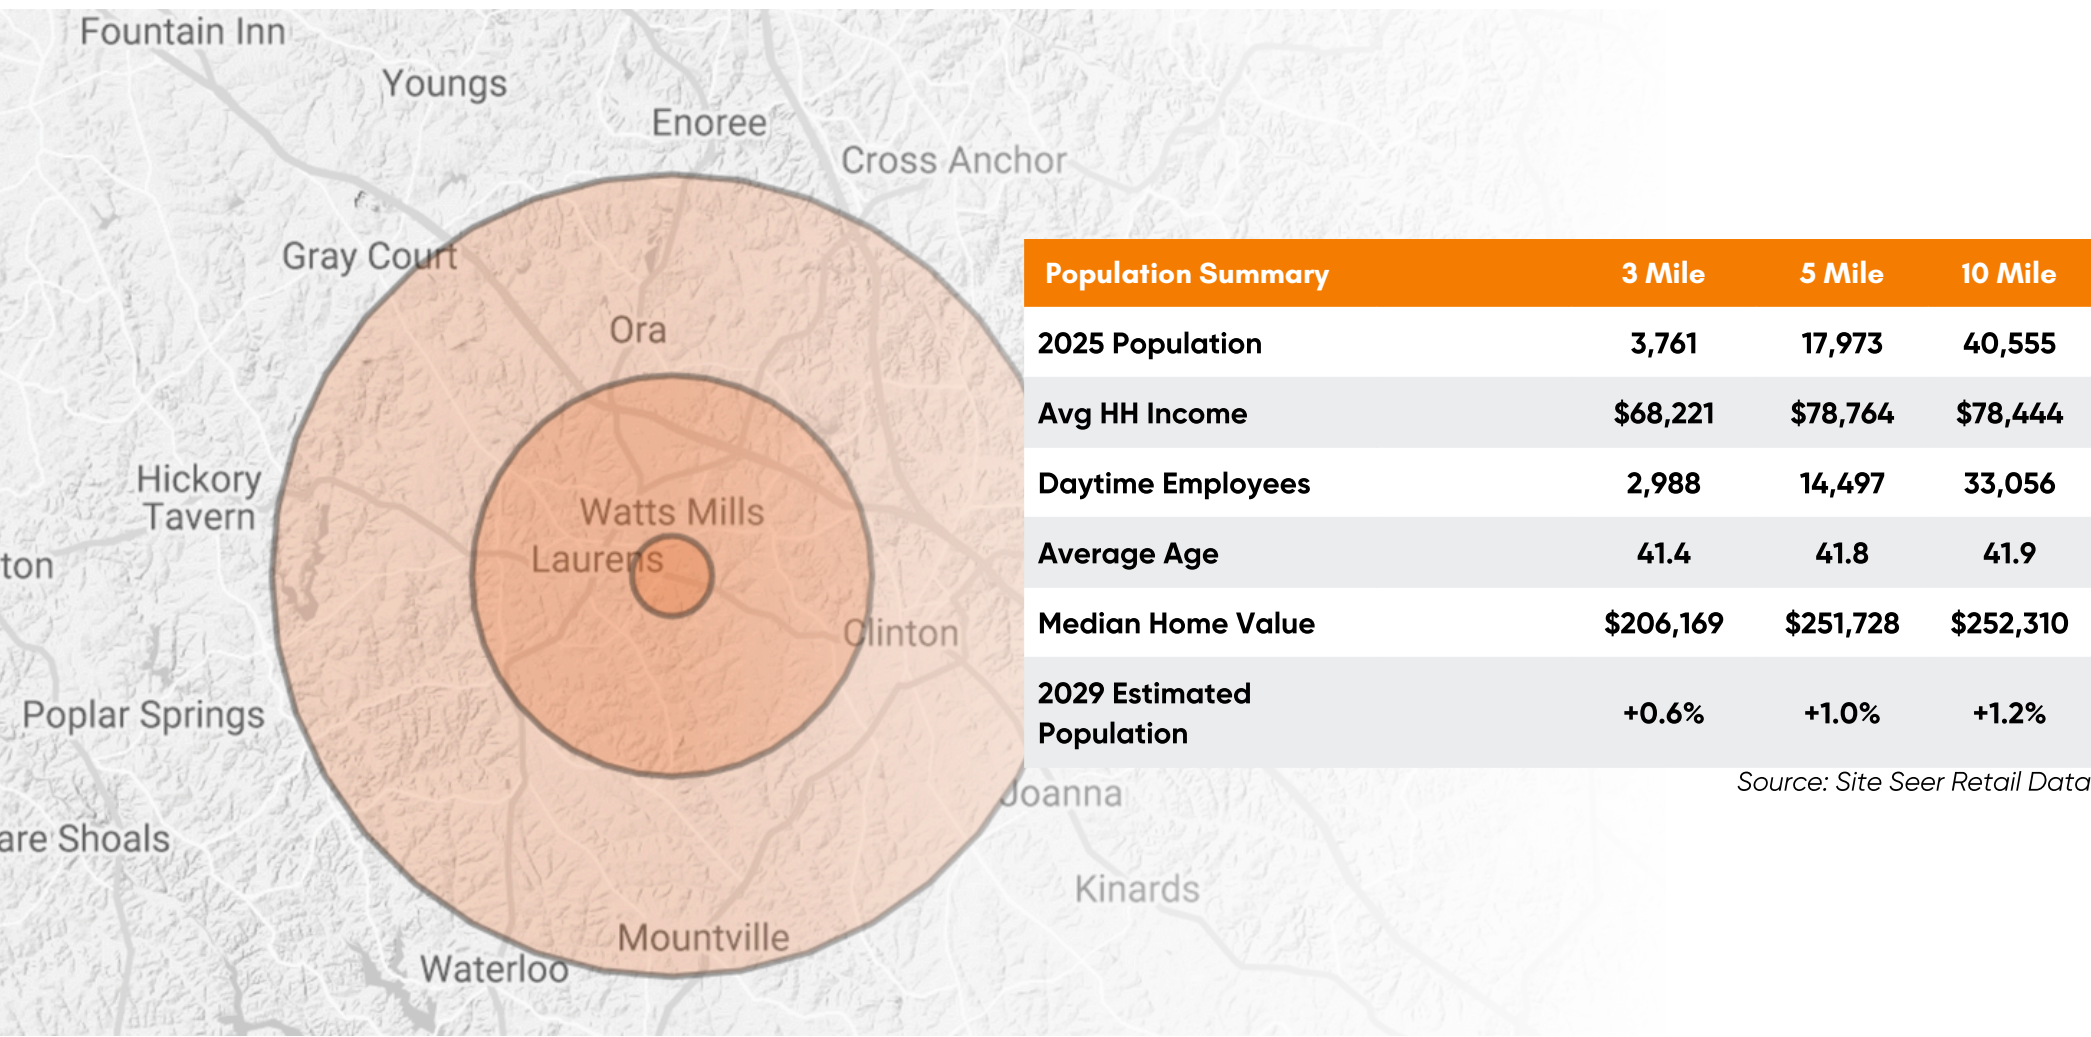 Fountain Inn
Youngs
Enoree
Cross Anchor
Gray Court
Ora
Hickory
Tavern
Watts Mills
Laurens
ton
Clinton
Poplar Springs
Joanna
are Shoals
Kinards
Mountville
Waterloo
Population Summary 3 Mile 5 Mile 10 Mile
2025 Population 3,761 17,973 40,555
Avg HH Income $68,221 $78,764 $78,444
Daytime Employees 2,988 14,497 33,056
Average Age 41.4 41.8 41.9
Median Home Value $206,169 $251,728 $252,310
2029 Estimated
Population +0.6% +1.0% +1.2%
Source: Site Seer Retail Data